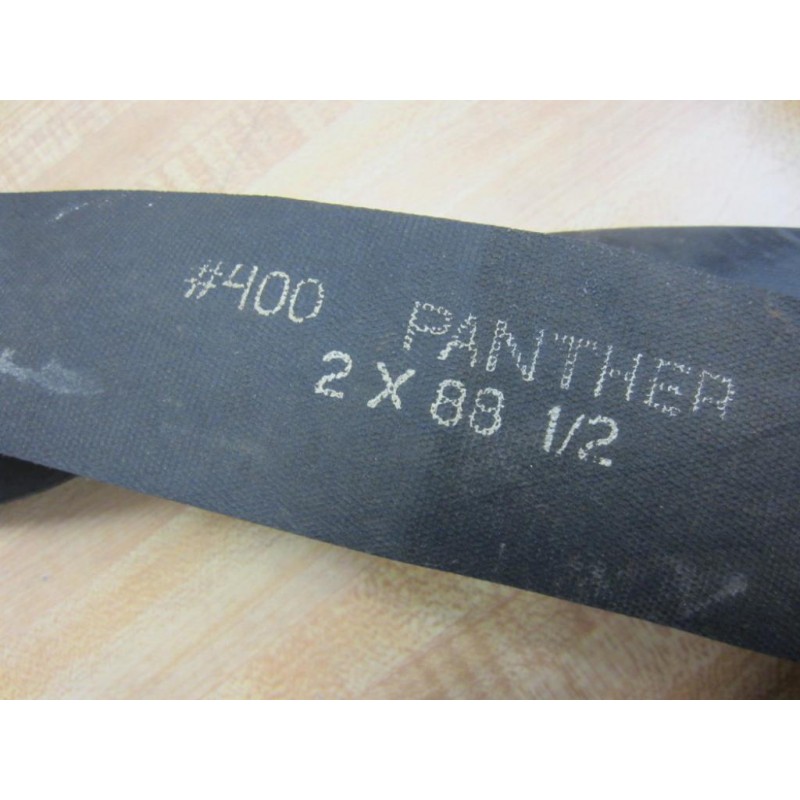 #400 PANTHER
2 X 88 1/2